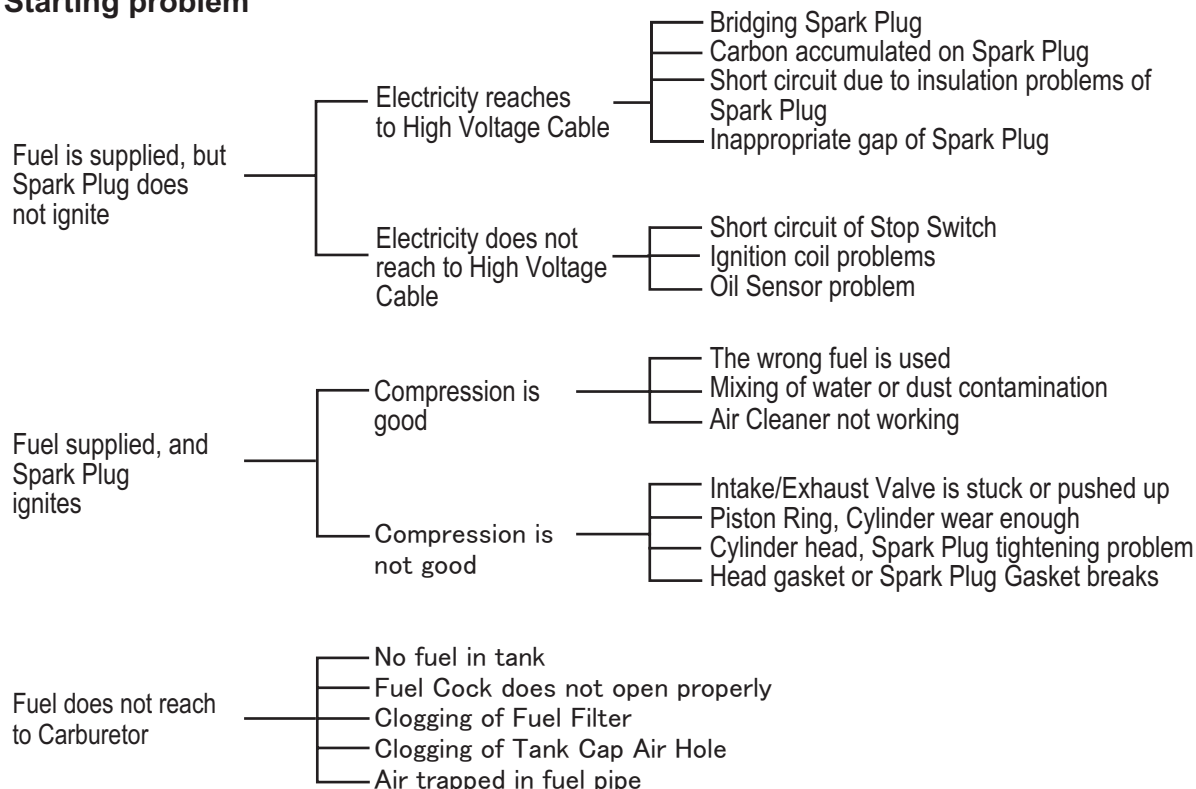 Starting problem
Fuel is supplied, but
Spark Plug does
not ignite
Electricity reaches
to High Voltage Cable
Bridging Spark Plug
Carbon accumulated on Spark Plug
Short circuit due to insulation problems of
Spark Plug
Inappropriate gap of Spark Plug
Electricity does not
reach to High Voltage
Cable
Short circuit of Stop Switch
Ignition coil problems
Oil Sensor problem
Fuel supplied, and
Spark Plug
ignites
Compression is
good
The wrong fuel is used
Mixing of water or dust contamination
Air Cleaner not working
Compression is
not good
Intake/Exhaust Valve is stuck or pushed up
Piston Ring, Cylinder wear enough
Cylinder head, Spark Plug tightening problem
Head gasket or Spark Plug Gasket breaks
Fuel does not reach
to Carburetor
No fuel in tank
Fuel Cock does not open properly
Clogging of Fuel Filter
Clogging of Tank Cap Air Hole
Air trapped in fuel pipe